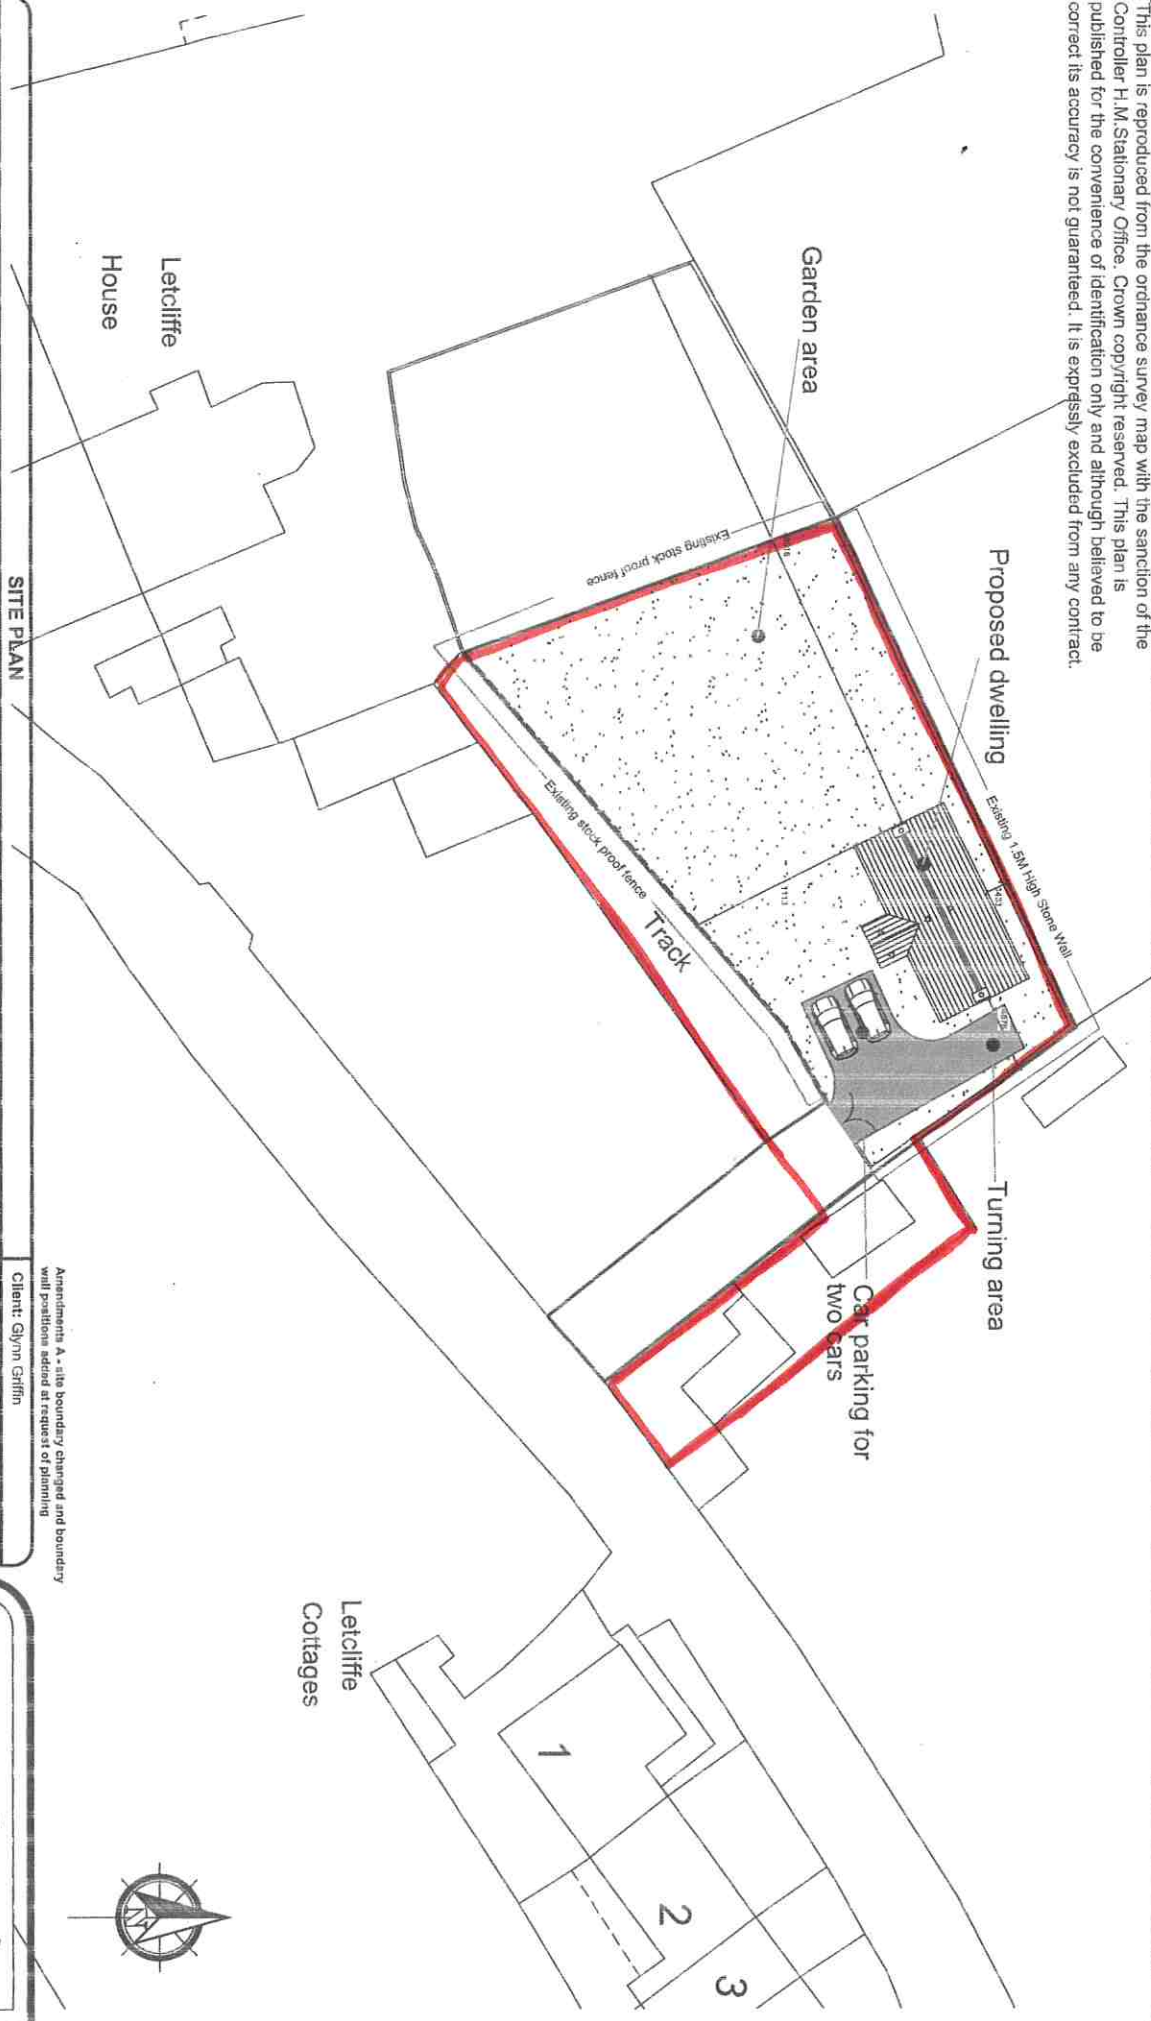 This plan is reproduced from the ordnance survey map with the sanction of the
Controller H.M.Stationary Office. Crown copyright reserved. This plan is
published for the convenience of identification only and although believed to be
correct its accuracy is not guaranteed. It is expressly excluded from any contract.
Garden area
Proposed dwelling
Existing 1.5M High Stone Wall
Existing stock proof fence
1113
Existing stock proof fence
Track
Turning area
Car parking for
two cars
Letcliffe
House
Letcliffe
Cottages
1
2
3
N
Amendments A - site boundary changed and boundary
wall positions added at request of planning
SITE PLAN
Client: Glynn Griffin